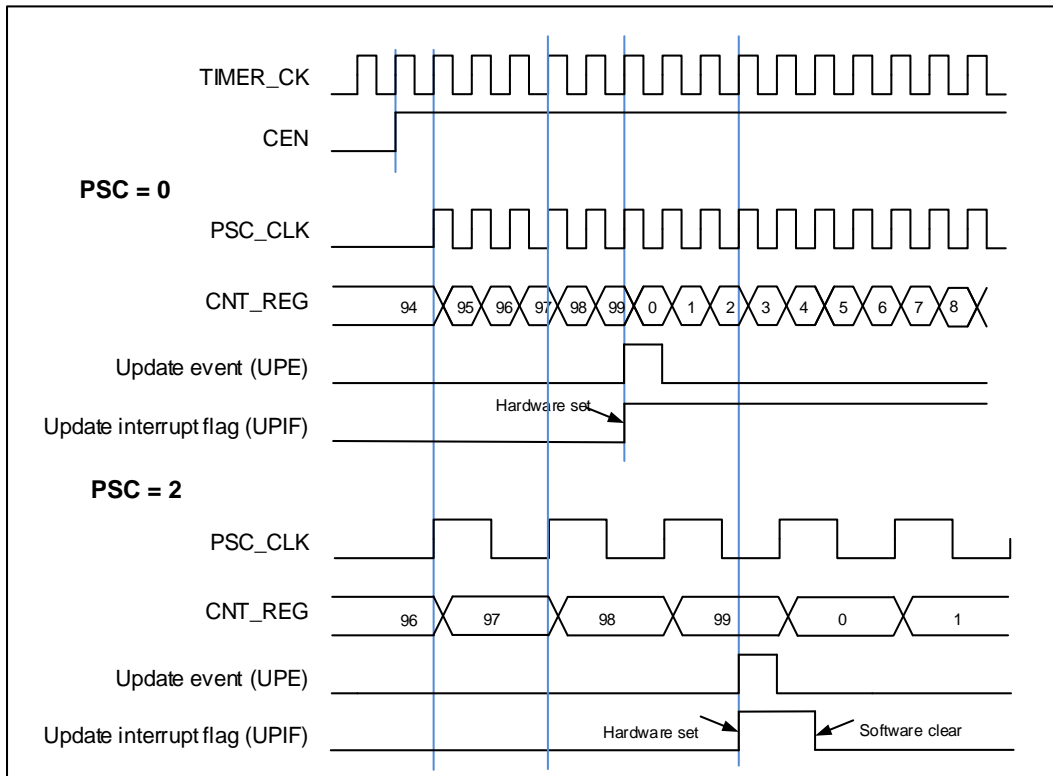 TIMER_CK
CEN
PSC = 0
PSC_CLK
CNT_REG 94 95 96 97 98 99 0 1 2 3 4 5 6 7 8
Update event (UPE)
Hardware set
Update interrupt flag (UPIF)
PSC = 2
PSC_CLK
CNT_REG 96 97 98 99 0 1
Update event (UPE)
Update interrupt flag (UPIF) Hardware set Software clear